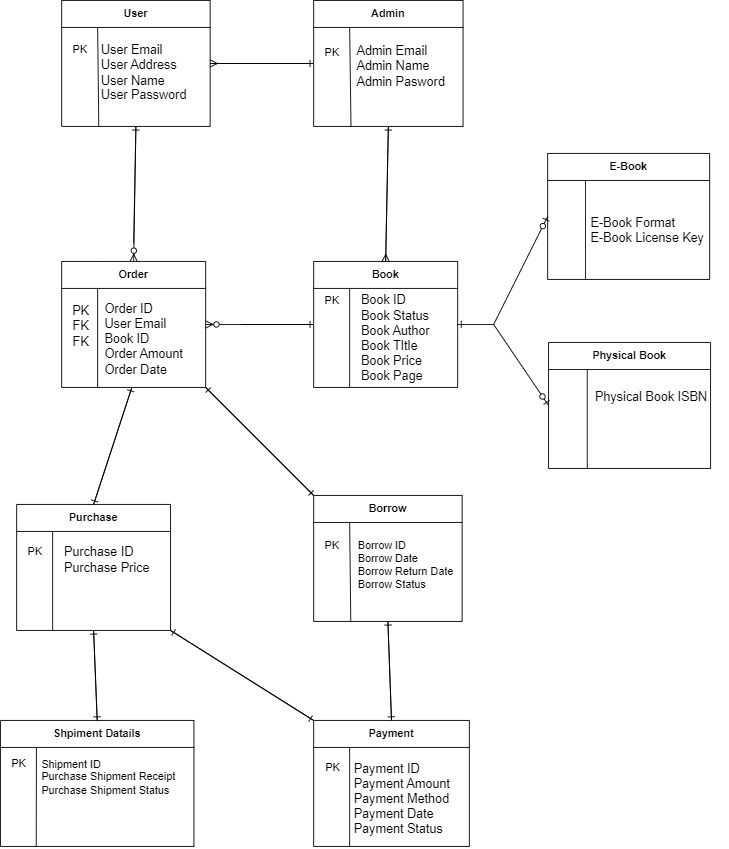 User
PK
User Email
User Address
User Name
User Password
Admin
PK
Admin Email
Admin Name
Admin Pasword
E-Book
E-Book Format
E-Book License Key
Order
PK
FK
FK
Order ID
User Email
Book ID
Order Amount
Order Date
Book
PK
Book ID
Book Status
Book Author
Book TItle
Book Price
Book Page
Physical Book
Physical Book ISBN
Purchase
PK
Purchase ID
Purchase Price
Borrow
PK
Borrow ID
Borrow Date
Borrow Return Date
Borrow Status
Shpiment Datails
PK
Shipment ID
Purchase Shipment Receipt
Purchase Shipment Status
Payment
PK
Payment ID
Payment Amount
Payment Method
Payment Date
Payment Status